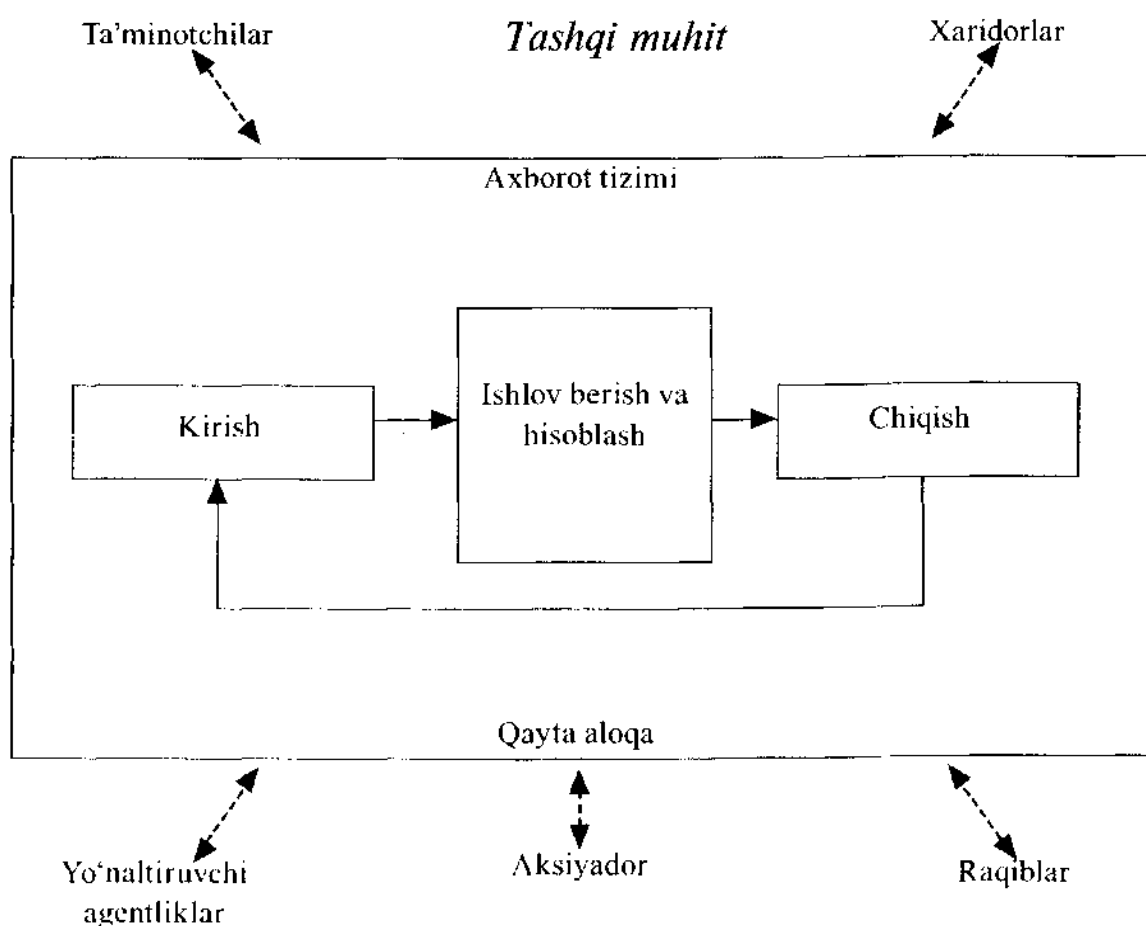 Ta'minotchilar
Tashqi muhit
Xaridorlar
Axborot tizimi
Kirish
Ishlov berish va
hisoblash
Chiqish
Qayta aloqa
Yo‘naltiruvchi
agentliklar
Aksiyador
Raqiblar